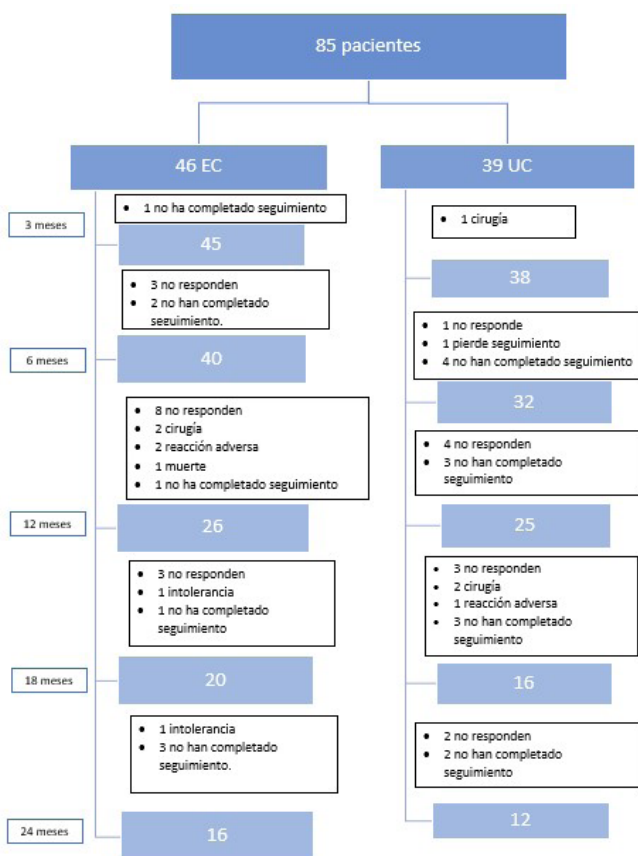 85 pacientes
46 EC
39 UC
3 meses
• 1 no ha completado seguimiento
45
• 3 no responden
• 2 no han completado
seguimiento.
6 meses
40
• 8 no responden
• 2 cirugía
• 2 reacción adversa
• 1 muerte
• 1 no ha completado seguimiento
12 meses
26
• 3 no responden
• 1 intolerancia
• 1 no ha completado
seguimiento
18 meses
20
• 1 intolerancia
• 3 no han completado
seguimiento.
24 meses
16
• 1 cirugía
38
• 1 no responde
• 1 pierde seguimiento
• 4 no han completado seguimiento
32
• 4 no responden
• 3 no han completado
seguimiento
25
• 3 no responden
• 2 cirugía
• 1 reacción adversa
• 3 no han completado
seguimiento
16
• 2 no responden
• 2 no han completado
seguimiento
12